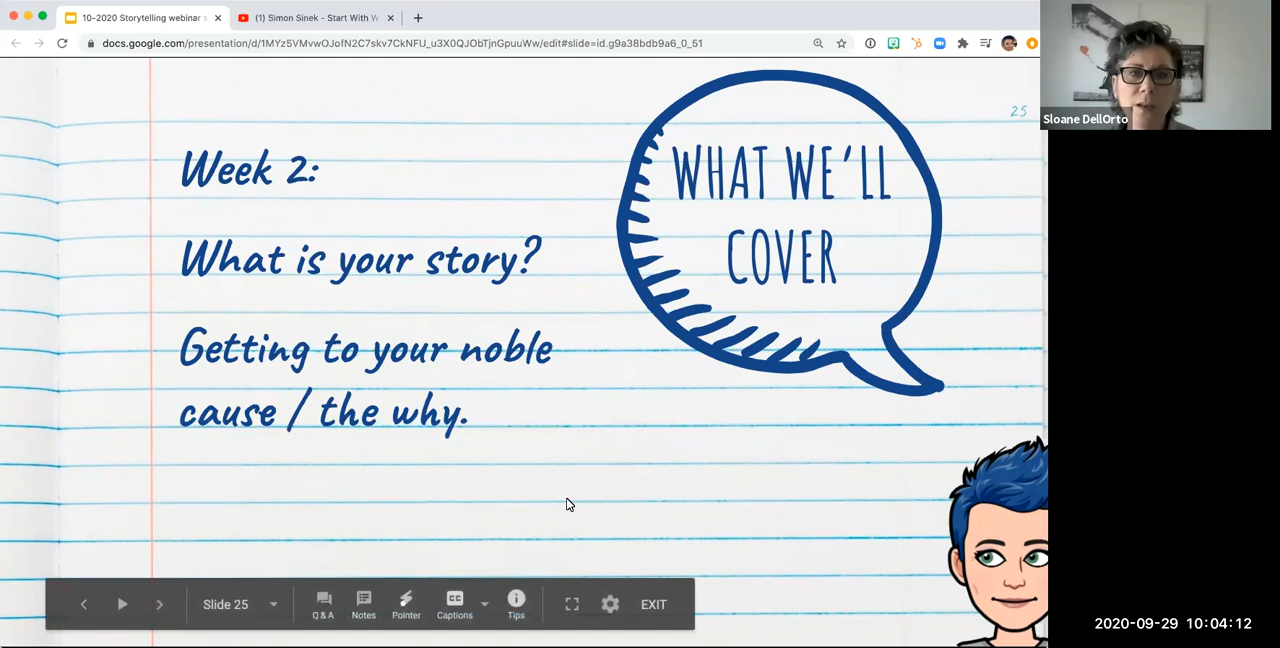 10-2020 Storytelling webinar s
(1) Simon Sinek - Start With W
docs.google.com/presentation/d/1MYz5VMvwOJofN2C7skv7CkNFU_u3X0QJObTjnGpuuWw/edit#slide=id.g9a38bdb9a6_0_51
Sloane DellOrto
25
WHAT WE'LL
COVER
Week 2:
What is your story?
Getting to your noble
cause / the why.
Slide 25
Q & A
Notes
Pointer
CC
Captions
Tips
EXIT
2020-09-29 10:04:12